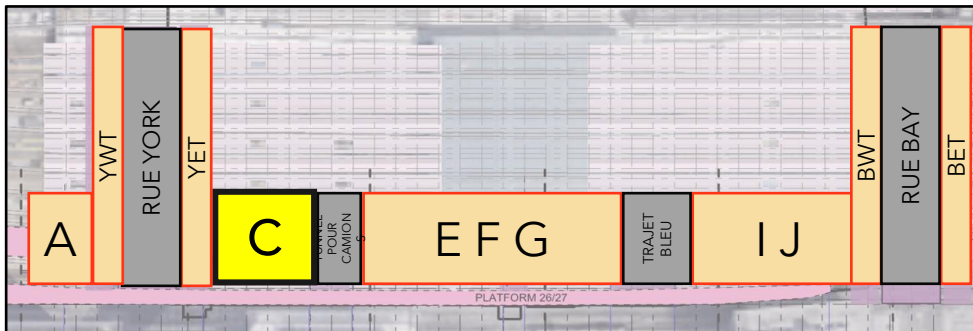 YWT
RUE YORK
YET
BWT
RUE BAY
BET
A
C
TUNNEL
POUR
CAMION
S
E F G
TRAJET
BLEU
I J
PLATFORM 26/27